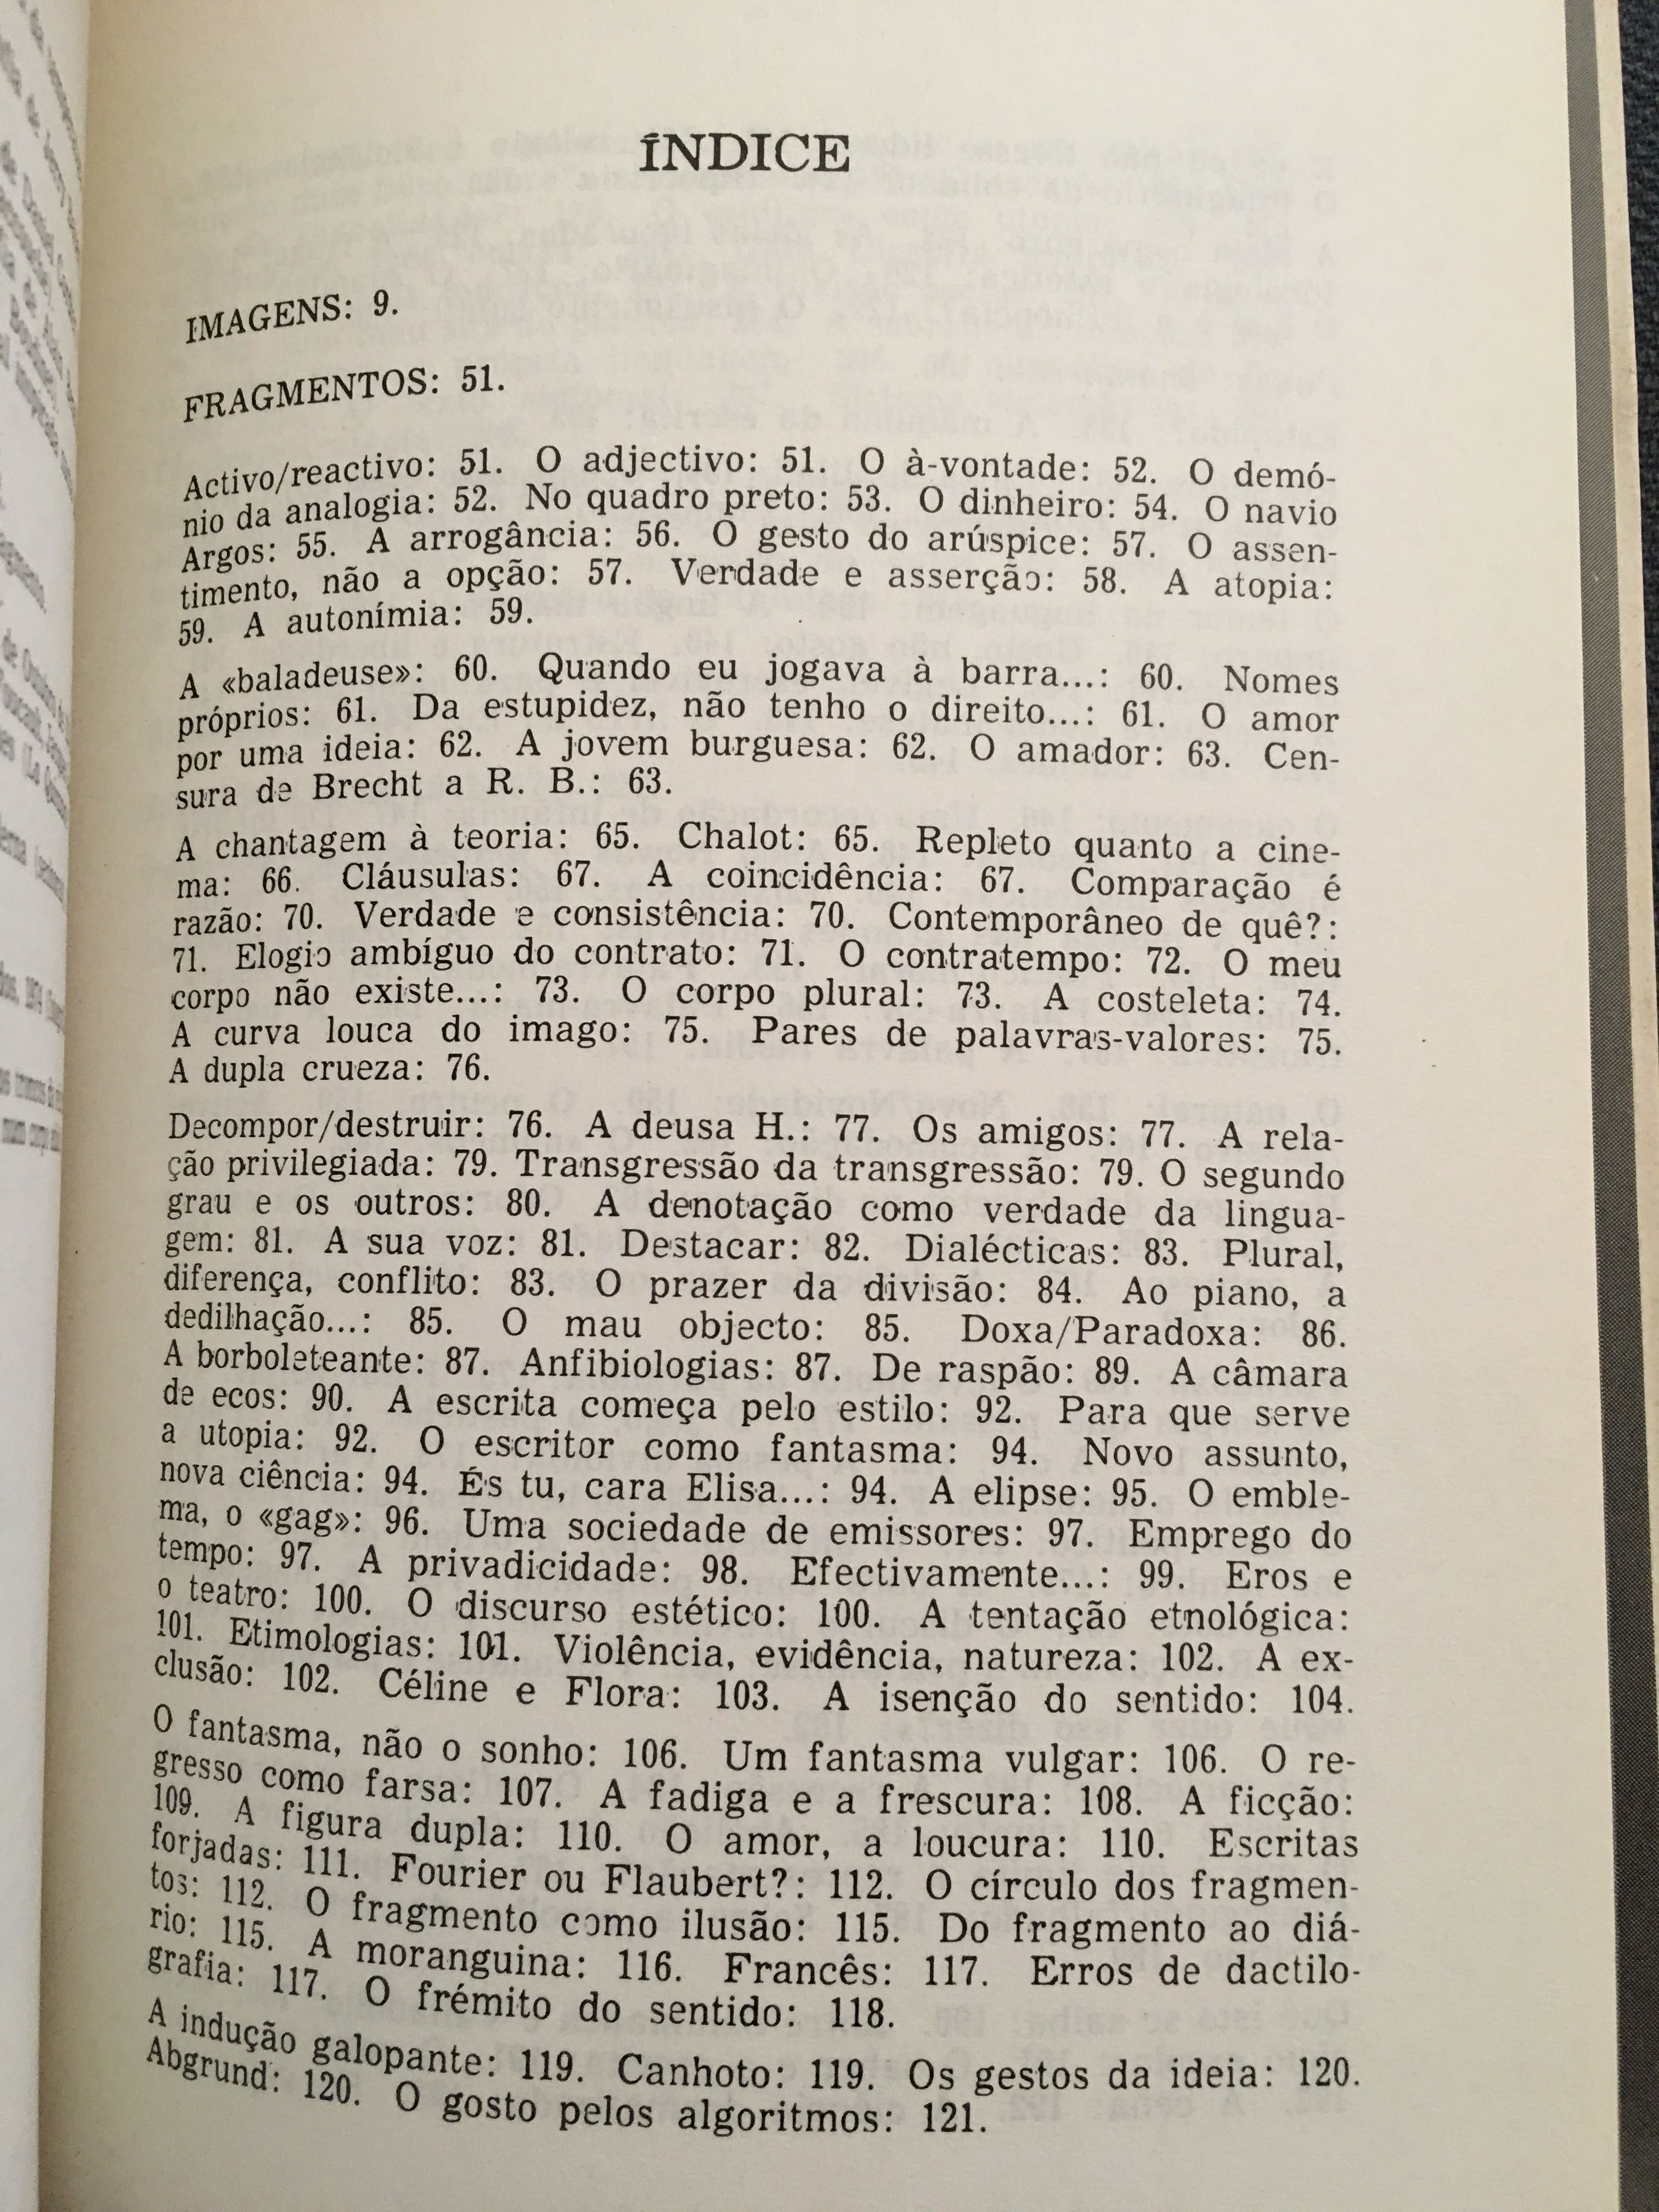 ÍNDICE
IMAGENS: 9.
FRAGMENTOS: 51.
Activo/reactivo: 51. O adjectivo: 51. O à-vontade: 52. O demó-
nio da analogia: 52. No quadro preto: 53. O dinheiro: 54. O navio
Argos: 55. A arrogância: 56. O gesto do arúspice: 57. O assen-
timento, não a opção: 57. Verdade e asserção: 58. A atopia:
59. A autonímia: 59.
A «baladeuse»: 60. Quando eu jogava à barra...: 60. Nomes
próprios: 61. Da estupidez, não tenho o direito...: 61. O amor
por uma ideia: 62. A jovem burguesa: 62. O amador: 63. Cen-
sura de Brecht a R. B.: 63.
A chantagem à teoria: 65. Chalot: 65. Repleto quanto a cine-
ma: 66. Cláusulas: 67. A coincidência: 67. Comparação é
razão: 70. Verdade e consistência: 70. Contemporâneo de quê?:
71. Elogio ambíguo do contrato: 71. O contratempo: 72. O meu
corpo não existe...: 73. O corpo plural: 73. A costeleta: 74.
A curva louca do imago: 75. Pares de palavras-valores: 75.
A dupla crueza: 76.
Decompor/destruir: 76. A deusa H.: 77. Os amigos: 77. A rela-
ção privilegiada: 79. Transgressão da transgressão: 79. O segundo
grau e os outros: 80. A denotação como verdade da lingua-
gem: 81. A sua voz: 81. Destacar: 82. Dialécticas: 83. Plural,
diferença, conflito: 83. O prazer da divisão: 84. Ao piano, a
dedilhação...: 85. O mau objecto: 85. Doxa/Paradoxa: 86.
A borboleteante: 87. Anfibiologias: 87. De raspão: 89. A câmara
de ecos: 90. A escrita começa pelo estilo: 92. Para que serve
a utopia: 92. O escritor como fantasma: 94. Novo assunto,
nova ciência: 94. És tu, cara Elisa...: 94. A elipse: 95. O emble-
ma, o «gag»: 96. Uma sociedade de emissores: 97. Emprego do
tempo: 97. A privadicidade: 98. Efectivamente...: 99. Eros e
o teatro: 100. O discurso estético: 100. A tentação etnológica:
101. Etimologias: 101. Violência, evidência, natureza: 102. A ex-
clusão: 102. Céline e Flora: 103. A isenção do sentido: 104.
O fantasma, não o sonho: 106. Um fantasma vulgar: 106. O re-
gresso como farsa: 107. A fadiga e a frescura: 108. A ficção:
109. A figura dupla: 110. O amor, a loucura: 110. Escritas
forjadas: 111. Fourier ou Flaubert?: 112. O círculo dos fragmen-
tos: 112. O fragmento como ilusão: 115. Do fragmento ao diá-
rio: 115. A moranguina: 116. Francês: 117. Erros de dactilo-
grafia: 117. O frémito do sentido: 118.
A indução galopante: 119. Canhoto: 119. Os gestos da ideia: 120.
Abgrund: 120. O gosto pelos algoritmos: 121.